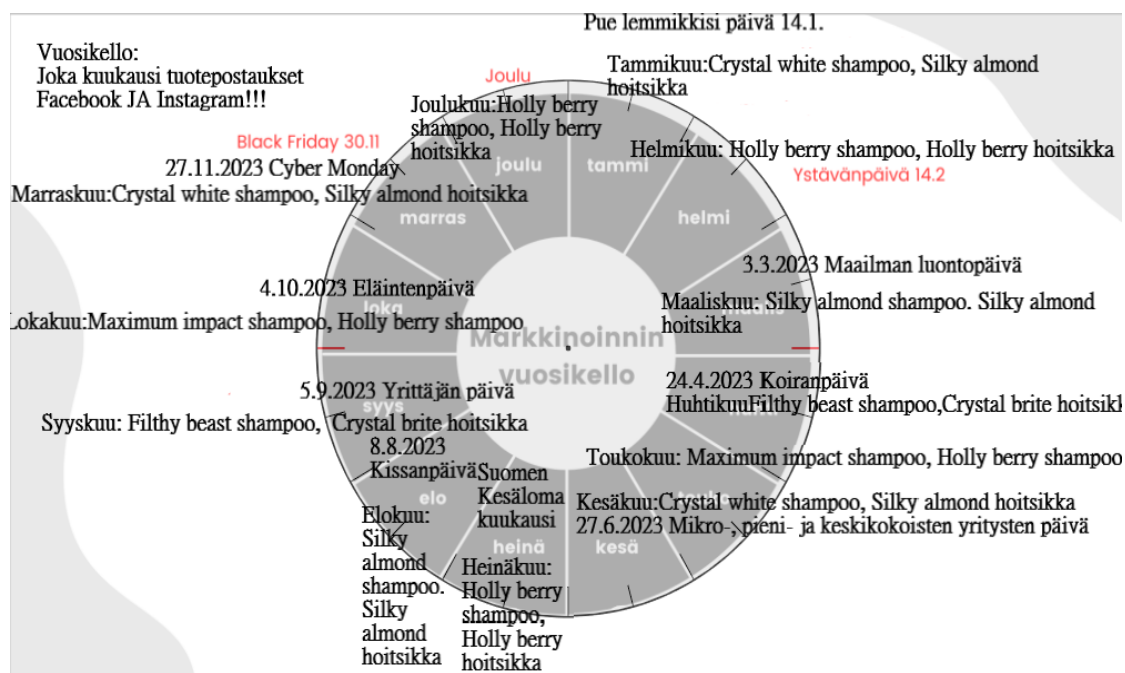 Pue lemmikkisi päivä 14.1.
Vuosikello:
Joka kuukausi tuotepostaukset
Facebook JA Instagram!!!
Joulu
Tammikuu:Crystal white shampoo, Silky almond
hoitsikka
Joulukuu:Holly berry
shampoo, Holly berry
hoitsikka
joulu
tammi
Black Friday 30.11
27.11.2023 Cyber Monday
Marraskuu:Crystal white shampoo, Silky almond hoitsikka
marras
Helmikuu: Holly berry shampoo, Holly berry hoitsikka
Ystävänpäivä 14.2
helmi
3.3.2023 Maailman luontopäivä
Maaliskuu: Silky almond shampoo. Silky almond
hoitsikka
maalis
4.10.2023 Eläintenpäivä
loka
Lokakuu:Maximum impact shampoo, Holly berry shampoo
Markkinoinnin
vuosikello
24.4.2023 Koiranpäivä
HuhtikuuFilthy beast shampoo,Crystal brite hoitsikk
5.9.2023 Yrittäjän päivä
syys
Syyskuu: Filthy beast shampoo, Crystal brite hoitsikka
Toukokuu: Maximum impact shampoo, Holly berry shampoo
touko
8.8.2023
Kissanpäivä
elo
Elokuu:
Silky
almond
shampoo.
Silky
almond
hoitsikka
Suomen
Kesäloma
kuukausi
heinä
Heinäkuu:
Holly berry
shampoo,
Holly berry
hoitsikka
Kesäkuu:Crystal white shampoo, Silky almond hoitsikka
27.6.2023 Mikro-, pieni- ja keskikokoisten yritysten päivä
kesä